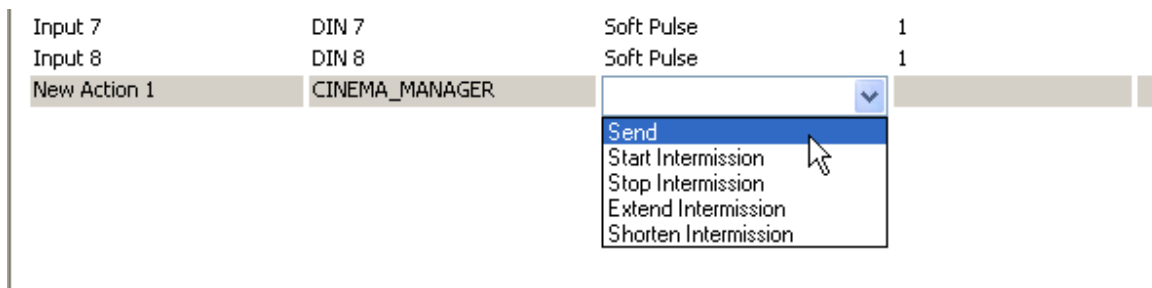 Input 7 DIN 7 Soft Pulse 1
Input 8 DIN 8 Soft Pulse 1
New Action 1 CINEMA_MANAGER
Send
Start Intermission
Stop Intermission
Extend Intermission
Shorten Intermission